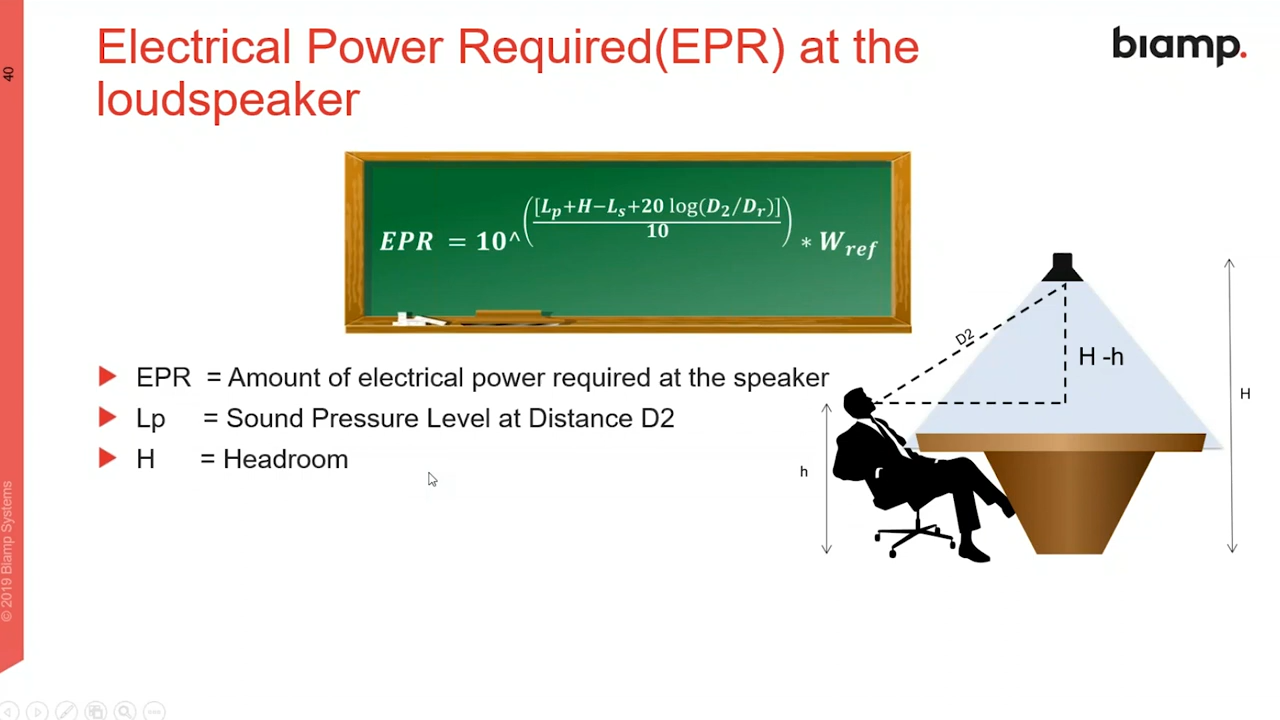 Electrical Power Required(EPR) at the
loudspeaker
biamp.
40
EPR = 10^([Lp+H−Ls+20 log(D2/Dr)]/10) * Wref
EPR = Amount of electrical power required at the speaker
Lp = Sound Pressure Level at Distance D2
H = Headroom
D2
H -h
H
h
© 2019 Biamp Systems